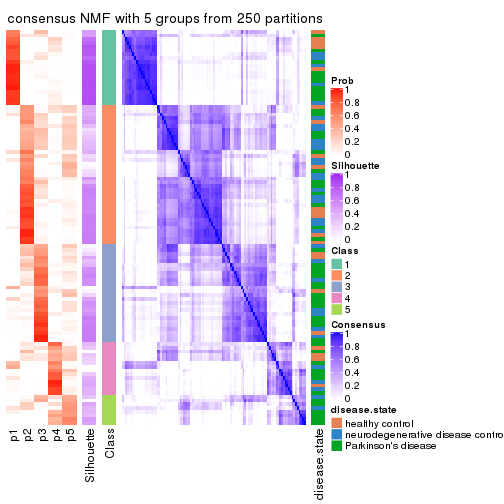 consensus NMF with 5 groups from 250 partitions
Prob
1
0.8
0.6
0.4
0.2
0
Silhouette
1
0.8
0.6
0.4
0.2
0
Class
1
2
3
4
5
Consensus
1
0.8
0.6
0.4
0.2
0
disease.state
healthy control
neurodegenerative disease contro
Parkinson's disease
p1
p2
p3
p4
p5
Silhouette
Class
disease.state